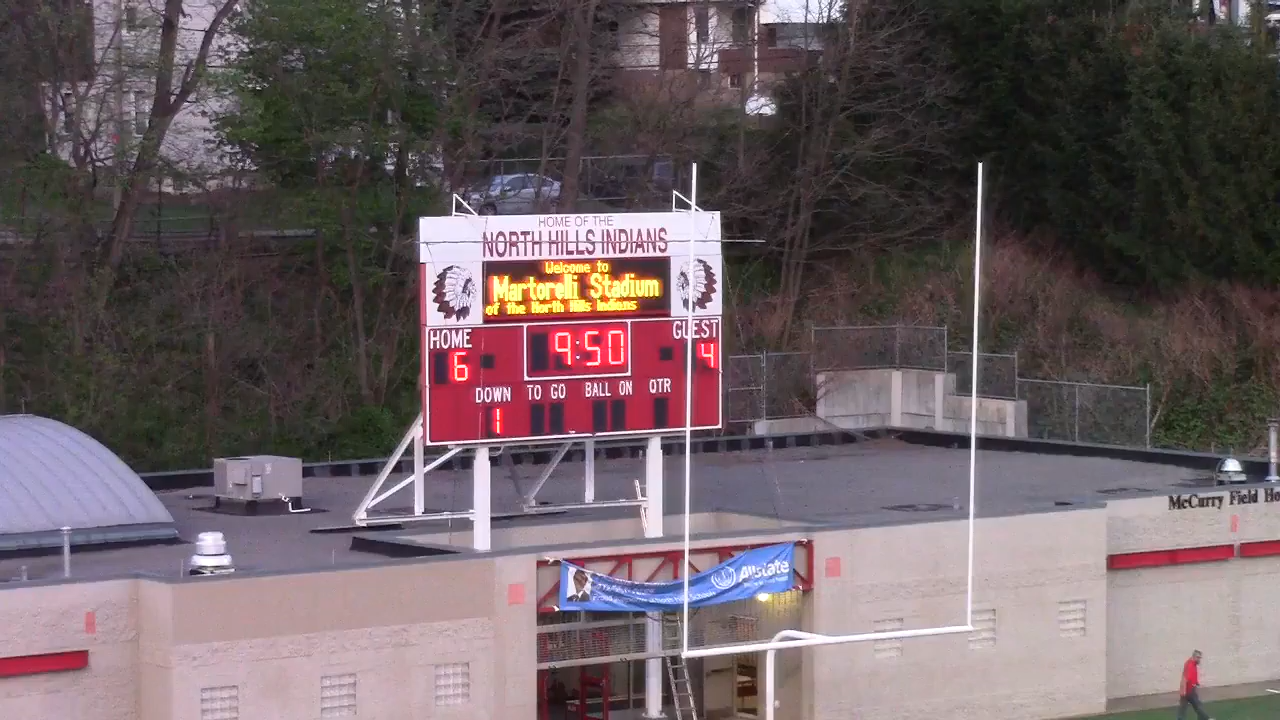 HOME OF THE
NORTH HILLS INDIANS
Welcome to
Martorelli Stadium
of the North Hills Indians
HOME 9:50 GUEST
6 4
DOWN TO GO BALL ON QTR
1
McCurry Field Ho
Allstate